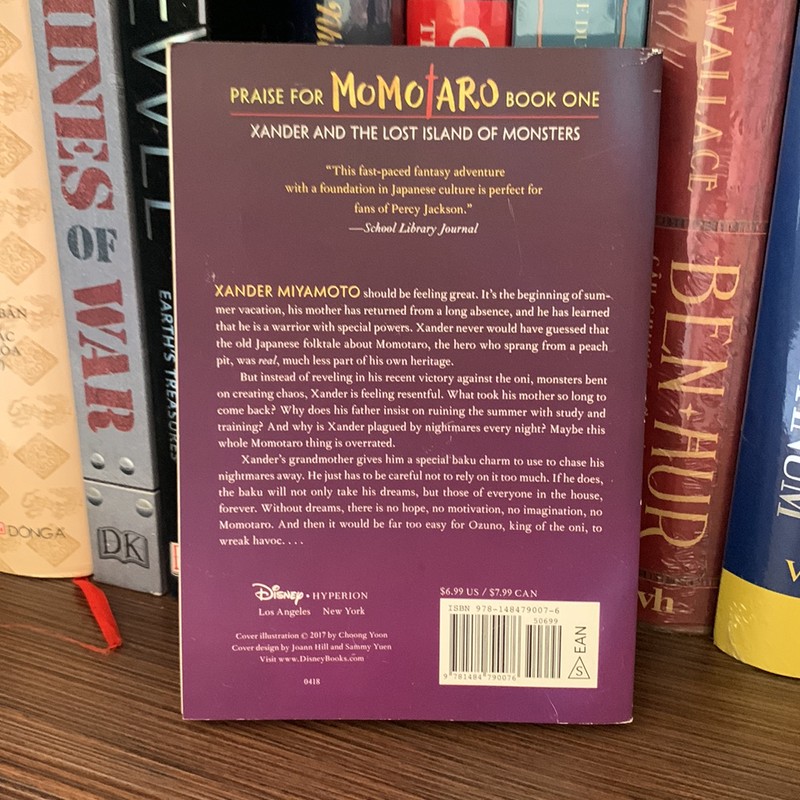 PRAISE FOR MOMOTARO BOOK ONE
XANDER AND THE LOST ISLAND OF MONSTERS
“This fast-paced fantasy adventure
with a foundation in Japanese culture is perfect for
fans of Percy Jackson.”
—School Library Journal
XANDER MIYAMOTO should be feeling great. It’s the beginning of sum-
mer vacation, his mother has returned from a long absence, and he has learned
that he is a warrior with special powers. Xander never would have guessed that
the old Japanese folktale about Momotaro, the hero who sprang from a peach
pit, was real, much less part of his own heritage.
But instead of reveling in his recent victory against the oni, monsters bent
on creating chaos, Xander is feeling resentful. What took his mother so long to
come back? Why does his father insist on ruining the summer with study and
training? And why is Xander plagued by nightmares every night? Maybe this
whole Momotaro thing is overrated.
Xander’s grandmother gives him a special baku charm to use to chase his
nightmares away. He just has to be careful not to rely on it too much. If he does,
the baku will not only take his dreams, but those of everyone in the house,
forever. Without dreams, there is no hope, no motivation, no imagination, no
Momotaro. And then it would be far too easy for Ozuno, king of the oni, to
wreak havoc. . . .
Disney • HYPERION
Los Angeles New York
Cover illustration © 2017 by Choong Yoon
Cover design by Joann Hill and Sammy Yuen
Visit www.DisneyBooks.com
0418
$6.99 US / $7.99 CAN
ISBN 978-148479007-6
50699
EAN
S
9 781484 790076
INES OF WAR
DK
EARTH'S TREASURES
DONGA
WALLACE
BEN-HUR
vh